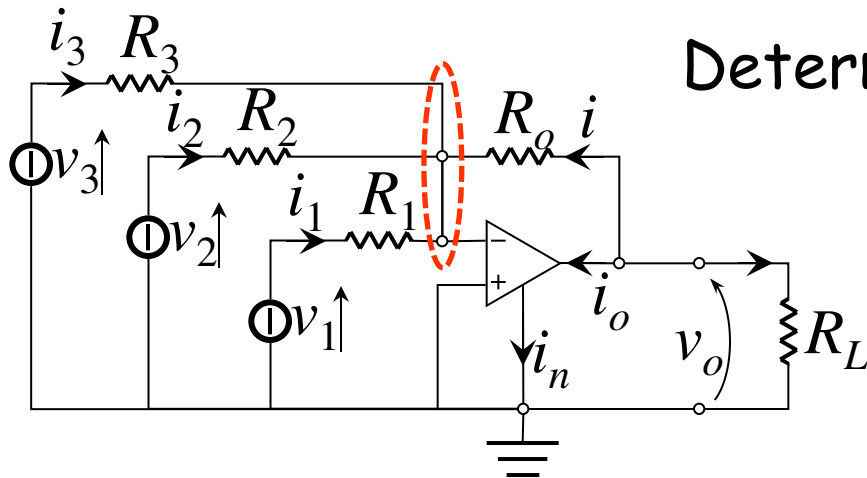 i3 R3
Deterr
i2 R2 Ro i
v3
i1 R1
v2
−
+
io
v1
in
vo RL